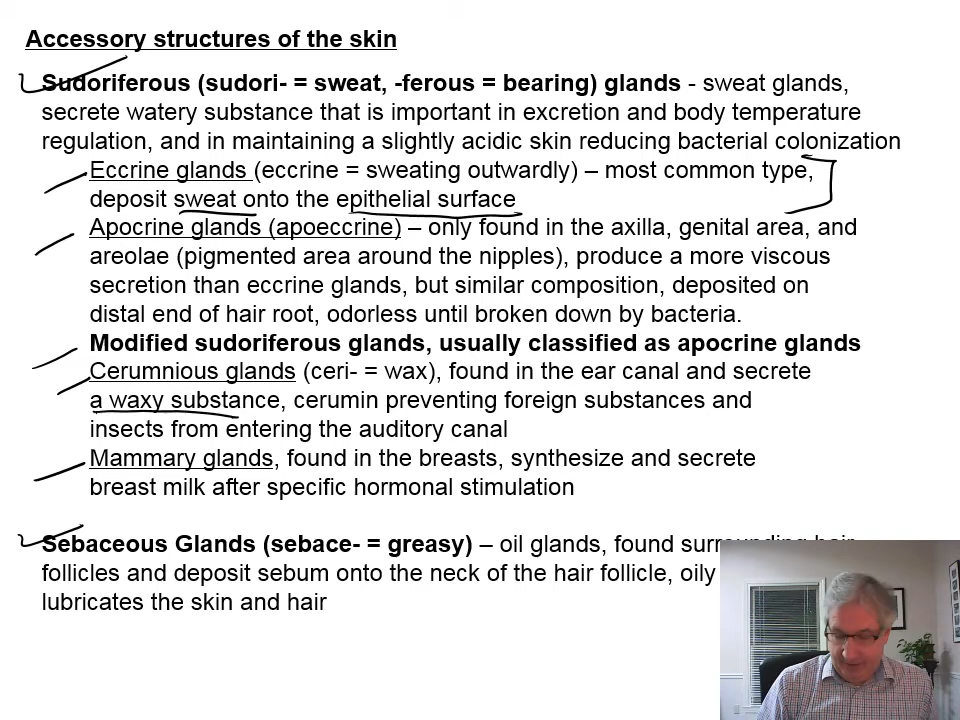 Accessory structures of the skin
Sudoriferous (sudori- = sweat, -ferous = bearing) glands - sweat glands,
secrete watery substance that is important in excretion and body temperature
regulation, and in maintaining a slightly acidic skin reducing bacterial colonization
Eccrine glands (eccrine = sweating outwardly) – most common type,
deposit sweat onto the epithelial surface
Apocrine glands (apoeccrine) – only found in the axilla, genital area, and
areolae (pigmented area around the nipples), produce a more viscous
secretion than eccrine glands, but similar composition, deposited on
distal end of hair root, odorless until broken down by bacteria.
Modified sudoriferous glands, usually classified as apocrine glands
Cerumnious glands (ceri- = wax), found in the ear canal and secrete
a waxy substance, cerumin preventing foreign substances and
insects from entering the auditory canal
Mammary glands, found in the breasts, synthesize and secrete
breast milk after specific hormonal stimulation
Sebaceous Glands (sebace- = greasy) – oil glands, found surrounding hair
follicles and deposit sebum onto the neck of the hair follicle, oily
lubricates the skin and hair